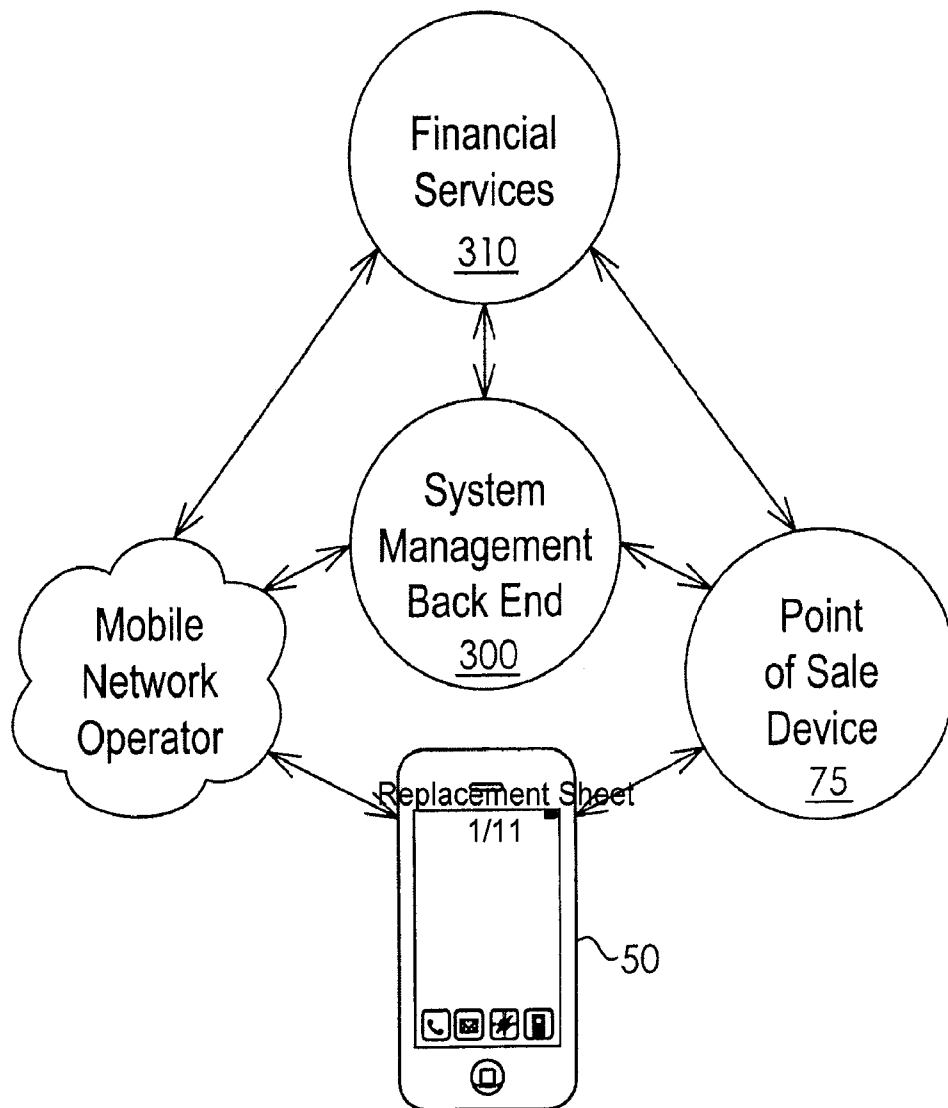 Financial
Services
310
System
Management
Back End
300
Mobile
Network
Operator
Point
of Sale
Device
75
Replacement Sheet
1/11
50